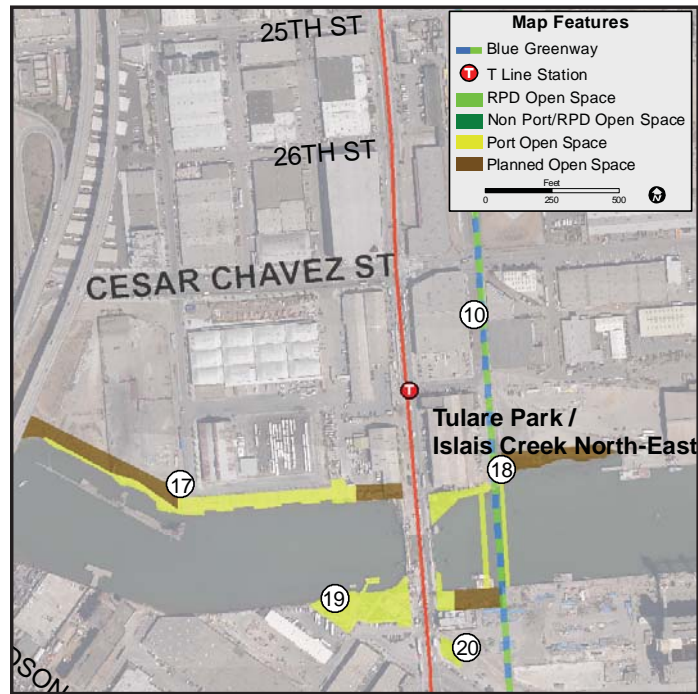 25TH ST
Map Features
Blue Greenway
T
T Line Station
RPD Open Space
Non Port/RPD Open Space
Port Open Space
Planned Open Space
Feet
0 250 500
N
26TH ST
CESAR CHAVEZ ST
10
T
Tulare Park /
Islais Creek North-East
18
17
19
20
DSON